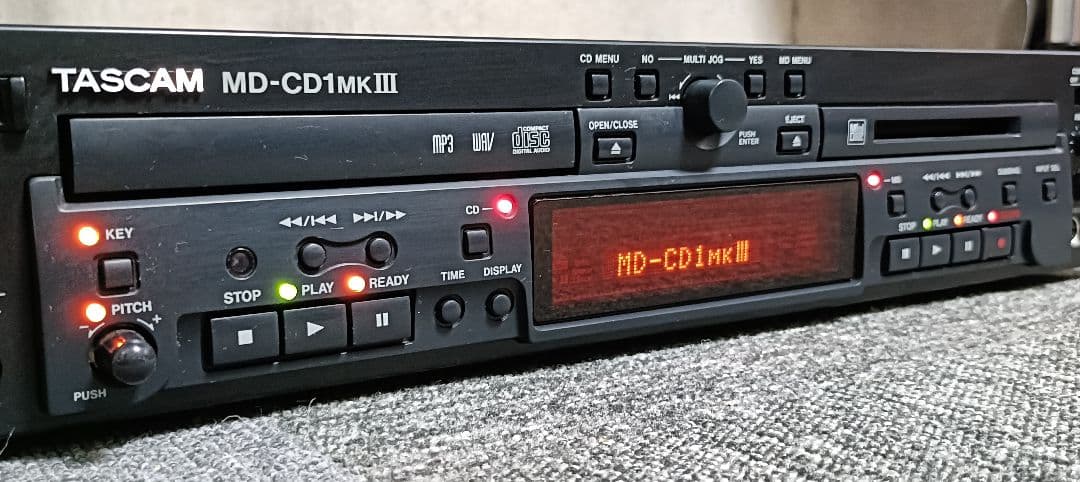 TASCAM MD-CD1MKIII
CD MENU NO MULTI JOG YES MD MENU
MP3 WAV COMPACT disc DIGITAL AUDIO
OPEN/CLOSE
PUSH ENTER
EJECT
KEY
PITCH
- +
PUSH
STOP PLAY READY
CD
TIME DISPLAY
MD-CD1MKIII
MD
STOP PLAY READY